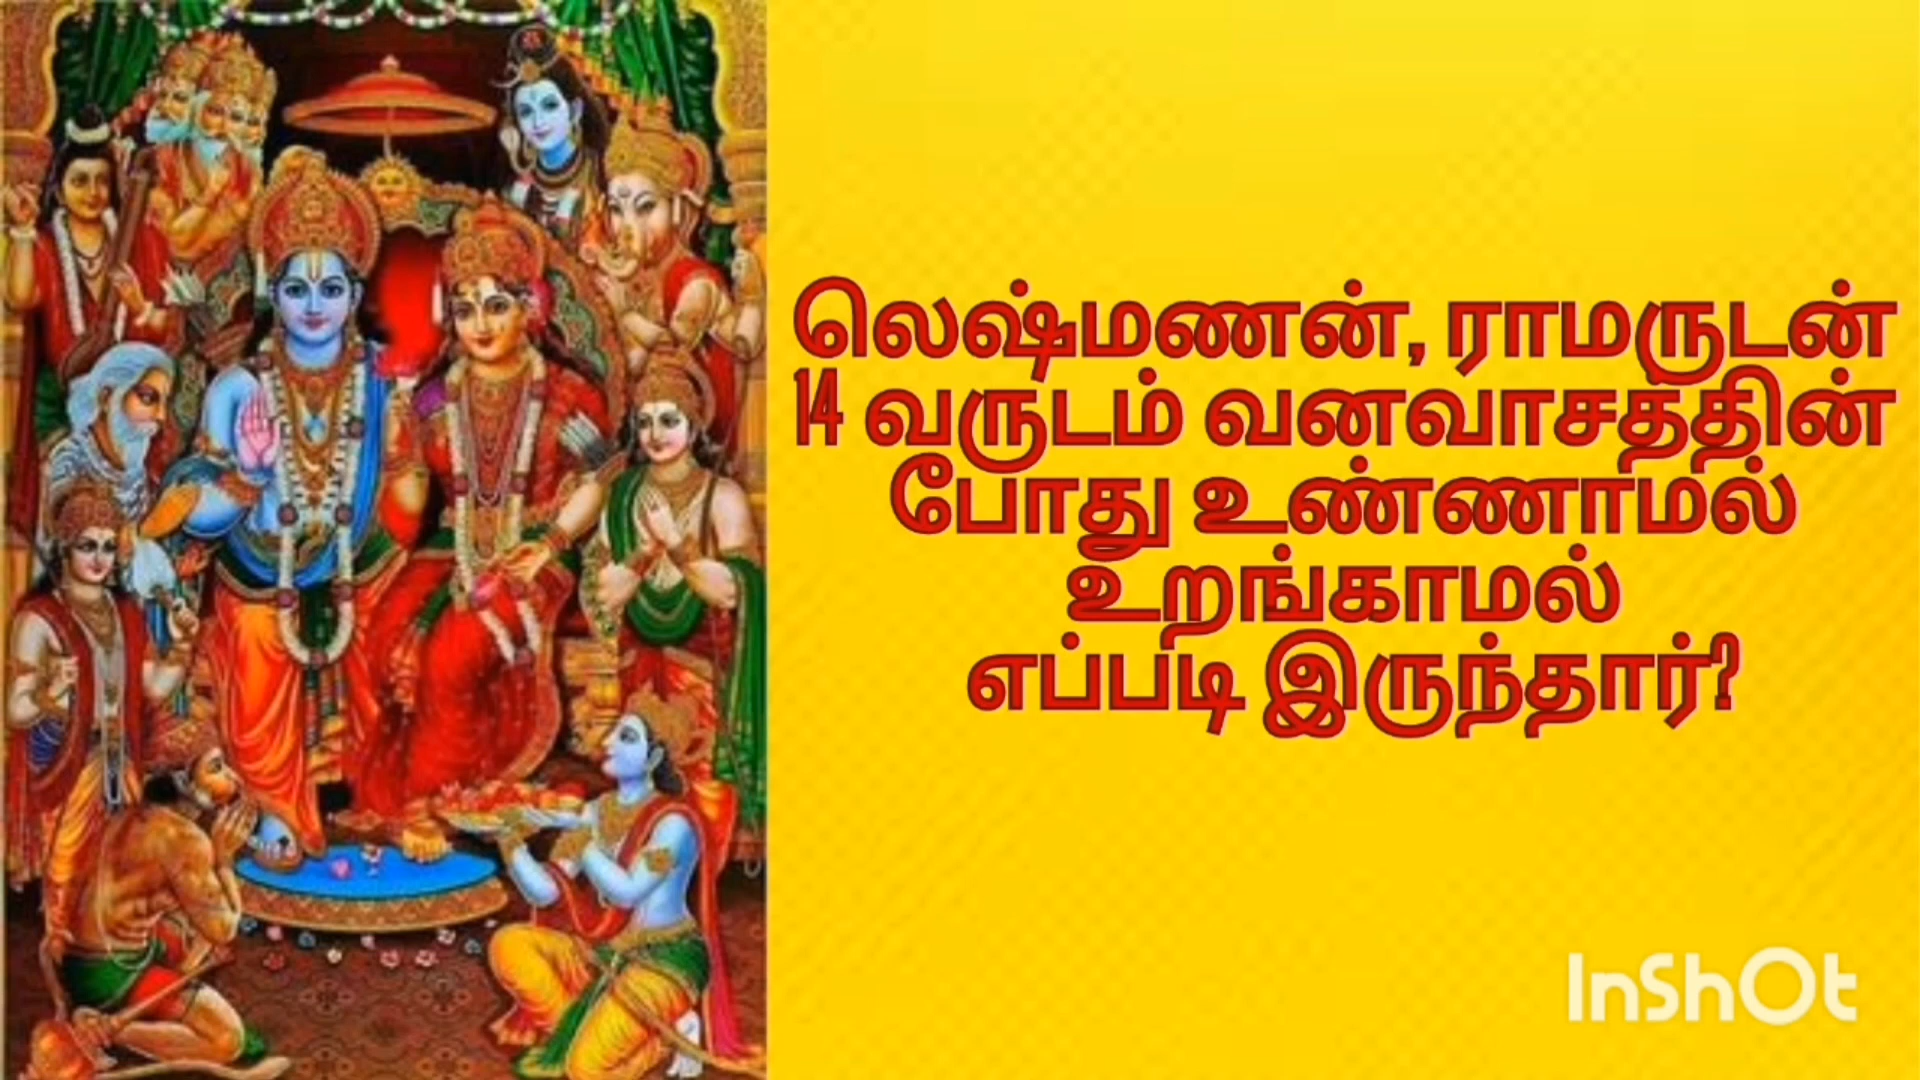 லெஷ்மணன், ராமருடன்
14 வருடம் வனவாசத்தின்
போது உண்ணாமல்
உறங்காமல்
எப்படி இருந்தார்?
InShOt